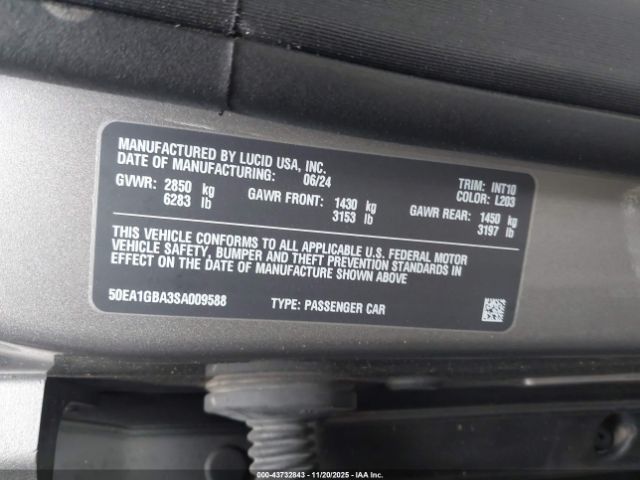 MANUFACTURED BY LUCID USA, INC.
DATE OF MANUFACTURING: 06/24
TRIM: INT10
COLOR: L203
GVWR: 2850 kg
6283 lb
GAWR FRONT: 1430 kg
3153 lb
GAWR REAR: 1450 kg
3197 lb
THIS VEHICLE CONFORMS TO ALL APPLICABLE U.S. FEDERAL MOTOR
VEHICLE SAFETY, BUMPER AND THEFT PREVENTION STANDARDS IN
EFFECT ON THE DATE OF MANUFACTURE SHOWN ABOVE
50EA1GBA3SA009588
TYPE: PASSENGER CAR
000-43732843 - 11/20/2025 - IAA Inc.